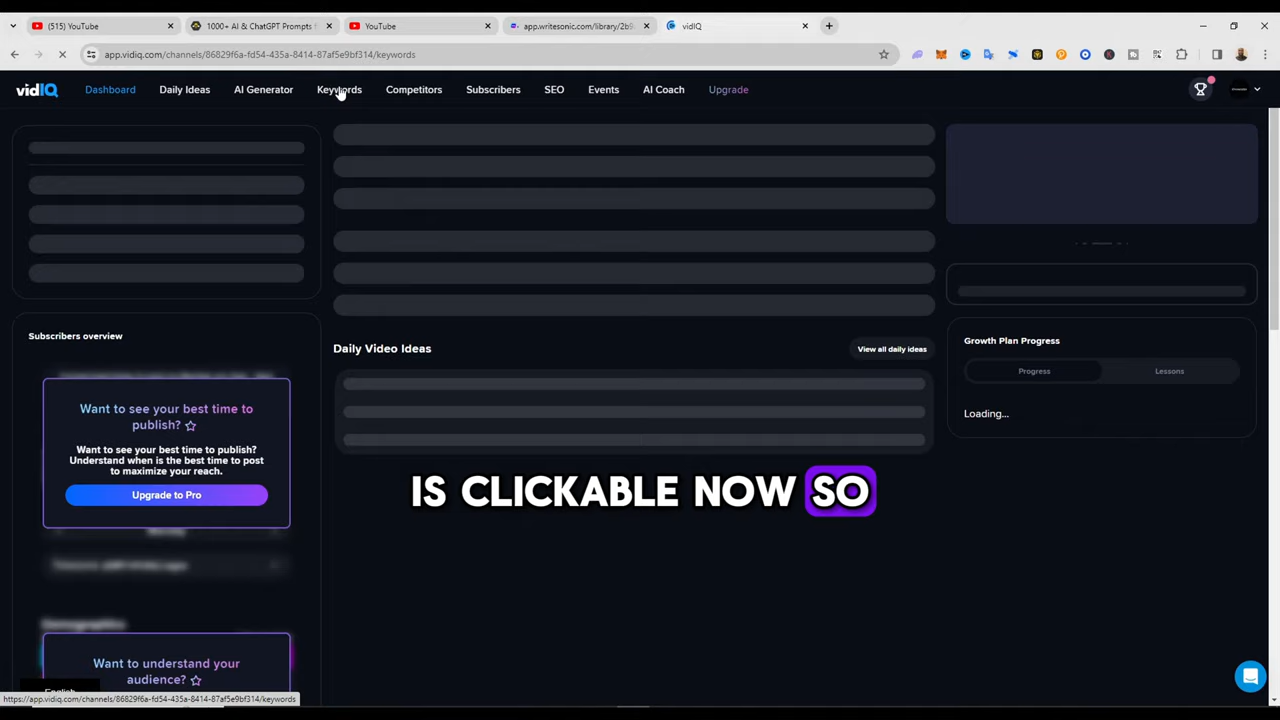 (515) YouTube
1000+ AI & ChatGPT Prompts f
YouTube
app.writesonic.com/library/2b9
vidIQ
app.vidiq.com/channels/86829f6a-fd54-435a-8414-87af5e9bf314/keywords
vidIQ
Dashboard
Daily Ideas
AI Generator
Keywords
Competitors
Subscribers
SEO
Events
AI Coach
Upgrade
Subscribers overview
Want to see your best time to
publish?
Want to see your best time to publish?
Understand when is the best time to post
to maximize your reach.
Upgrade to Pro
Demographics
Want to understand your
audience?
English
Daily Video Ideas
View all daily ideas
Growth Plan Progress
Progress
Lessons
Loading...
IS CLICKABLE NOW SO
https://app.vidiq.com/channels/86829f6a-fd54-435a-8414-87af5e9bf314/keywords